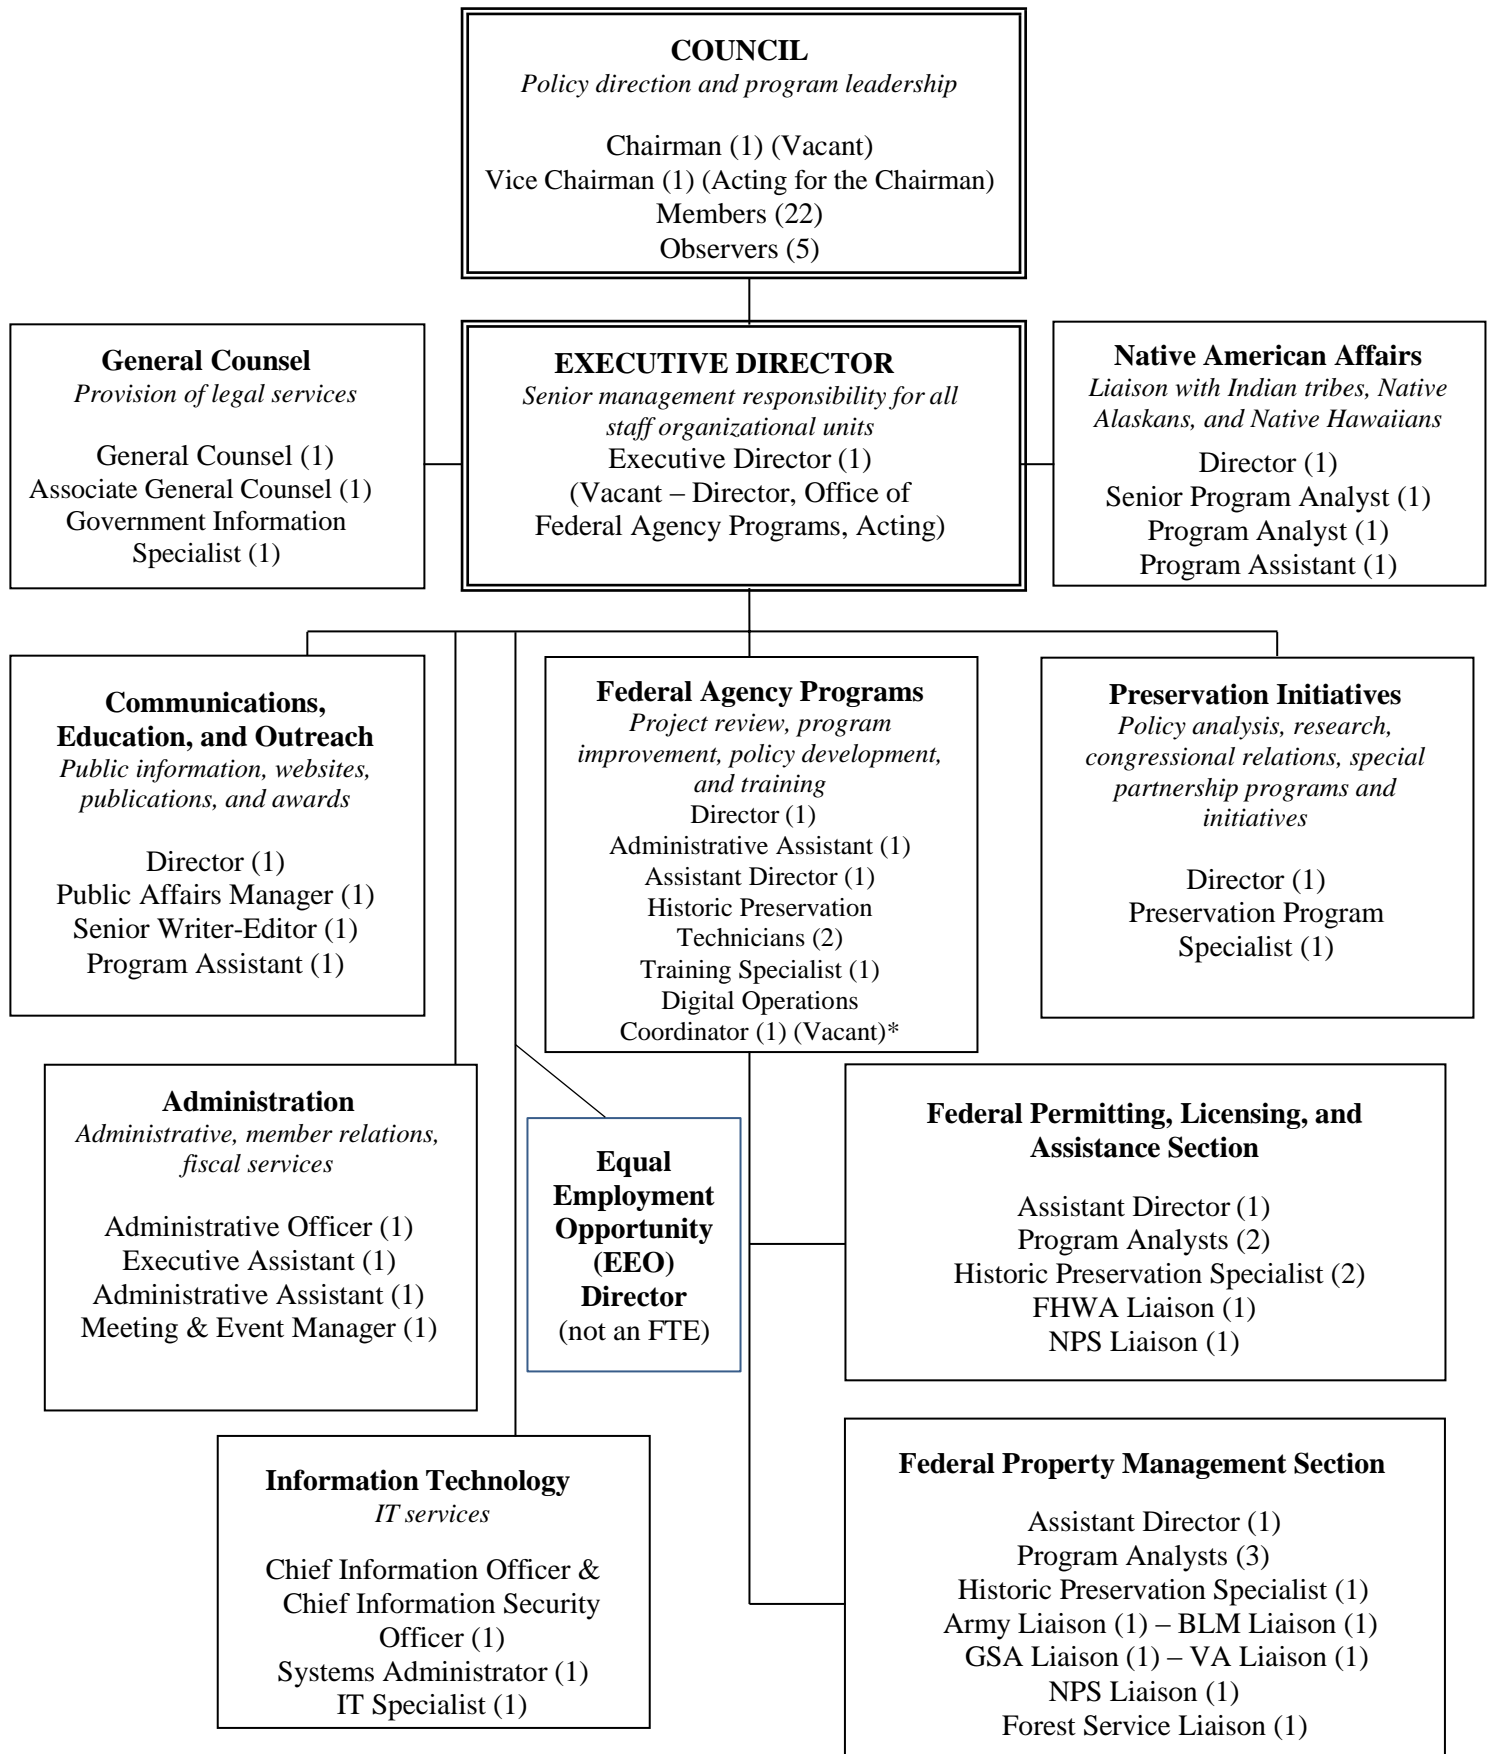 COUNCIL
Policy direction and program leadership
Chairman (1) (Vacant)
Vice Chairman (1) (Acting for the Chairman)
Members (22)
Observers (5)
General Counsel
Provision of legal services
General Counsel (1)
Associate General Counsel (1)
Government Information
Specialist (1)
EXECUTIVE DIRECTOR
Senior management responsibility for all
staff organizational units
Executive Director (1)
(Vacant – Director, Office of
Federal Agency Programs, Acting)
Native American Affairs
Liaison with Indian tribes, Native
Alaskans, and Native Hawaiians
Director (1)
Senior Program Analyst (1)
Program Analyst (1)
Program Assistant (1)
Communications,
Education, and Outreach
Public information, websites,
publications, and awards
Director (1)
Public Affairs Manager (1)
Senior Writer-Editor (1)
Program Assistant (1)
Federal Agency Programs
Project review, program
improvement, policy development,
and training
Director (1)
Administrative Assistant (1)
Assistant Director (1)
Historic Preservation
Technicians (2)
Training Specialist (1)
Digital Operations
Coordinator (1) (Vacant)*
Preservation Initiatives
Policy analysis, research,
congressional relations, special
partnership programs and
initiatives
Director (1)
Preservation Program
Specialist (1)
Administration
Administrative, member relations,
fiscal services
Administrative Officer (1)
Executive Assistant (1)
Administrative Assistant (1)
Meeting & Event Manager (1)
Equal
Employment
Opportunity
(EEO)
Director
(not an FTE)
Federal Permitting, Licensing, and
Assistance Section
Assistant Director (1)
Program Analysts (2)
Historic Preservation Specialist (2)
FHWA Liaison (1)
NPS Liaison (1)
Information Technology
IT services
Chief Information Officer &
Chief Information Security
Officer (1)
Systems Administrator (1)
IT Specialist (1)
Federal Property Management Section
Assistant Director (1)
Program Analysts (3)
Historic Preservation Specialist (1)
Army Liaison (1) – BLM Liaison (1)
GSA Liaison (1) – VA Liaison (1)
NPS Liaison (1)
Forest Service Liaison (1)